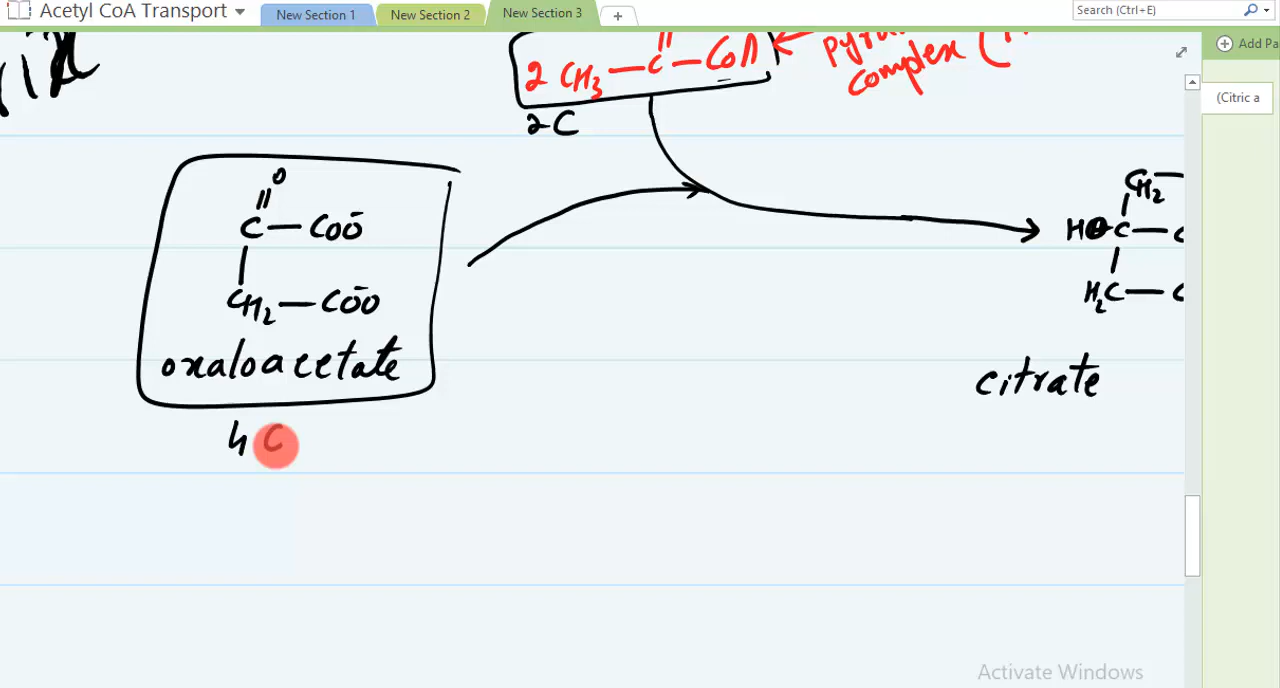 Acetyl CoA Transport
New Section 1
New Section 2
New Section 3
+
Search (Ctrl+E)
Add Pa
(Citric a
2 CH3 — C — CoA
complex
2C
O
C — COO-
CH2 — COO-
oxaloacetate
4 C
CH2 —
HO C — C
H2C — C
citrate
Activate Windows